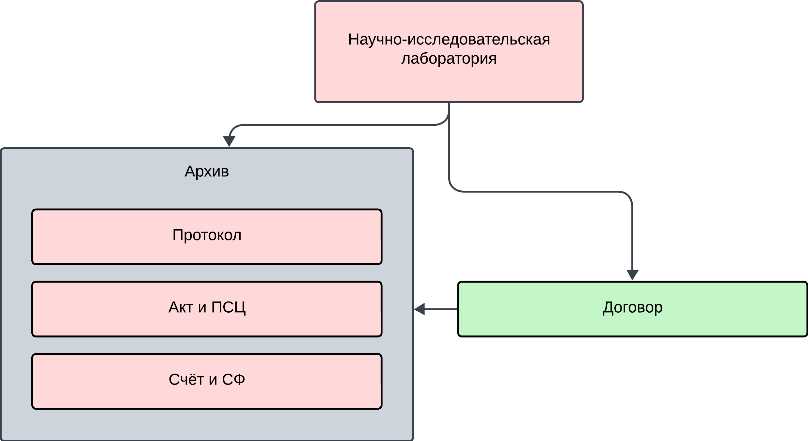 Научно-исследовательская
лаборатория
Архив
Протокол
Акт и ПСЦ
Договор
Счёт и СФ